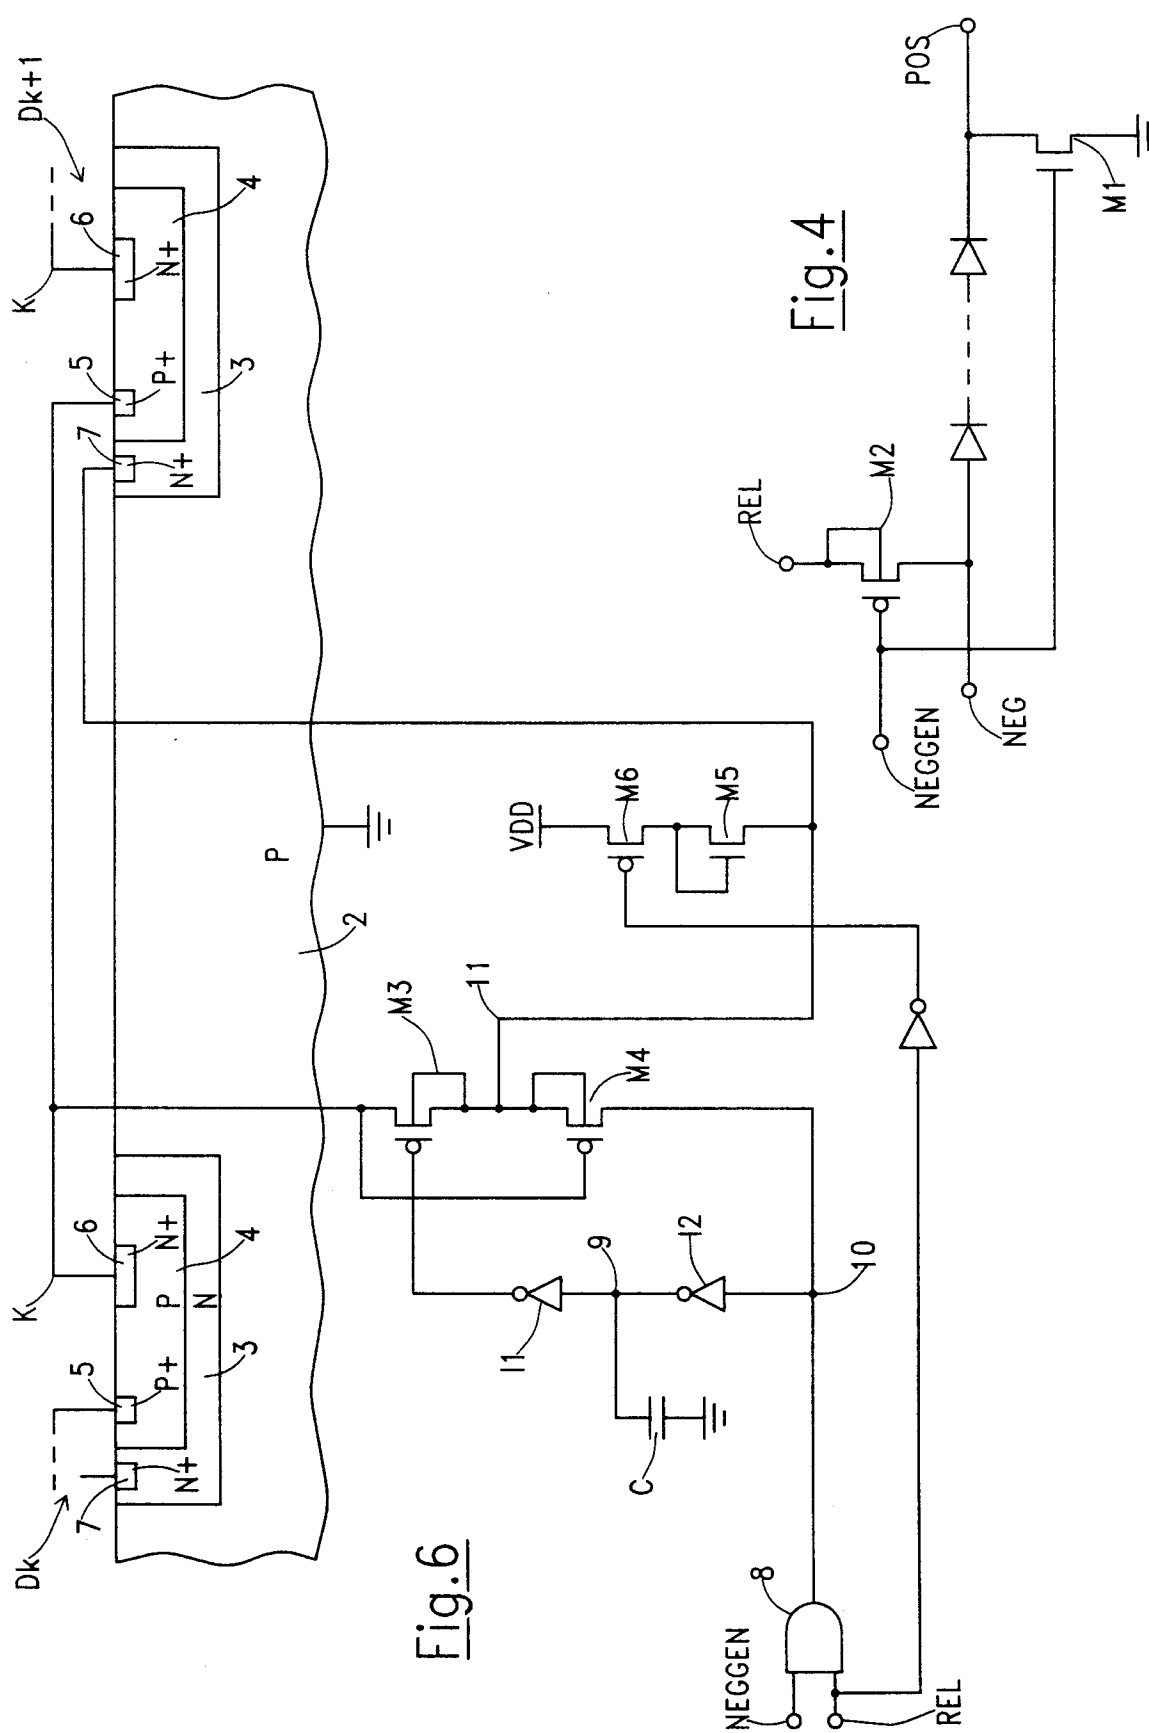 Dk
K
K
Dk+1
7
5
6
7
5
6
N+
P+
N+
P
N
4
3
N+
P+
N+
4
3
P
2
Fig.6
M3
11
M4
I1
9
I2
C
10
VDD
M6
M5
8
NEGGEN
REL
Fig.4
REL
M2
NEGGEN
NEG
POS
M1